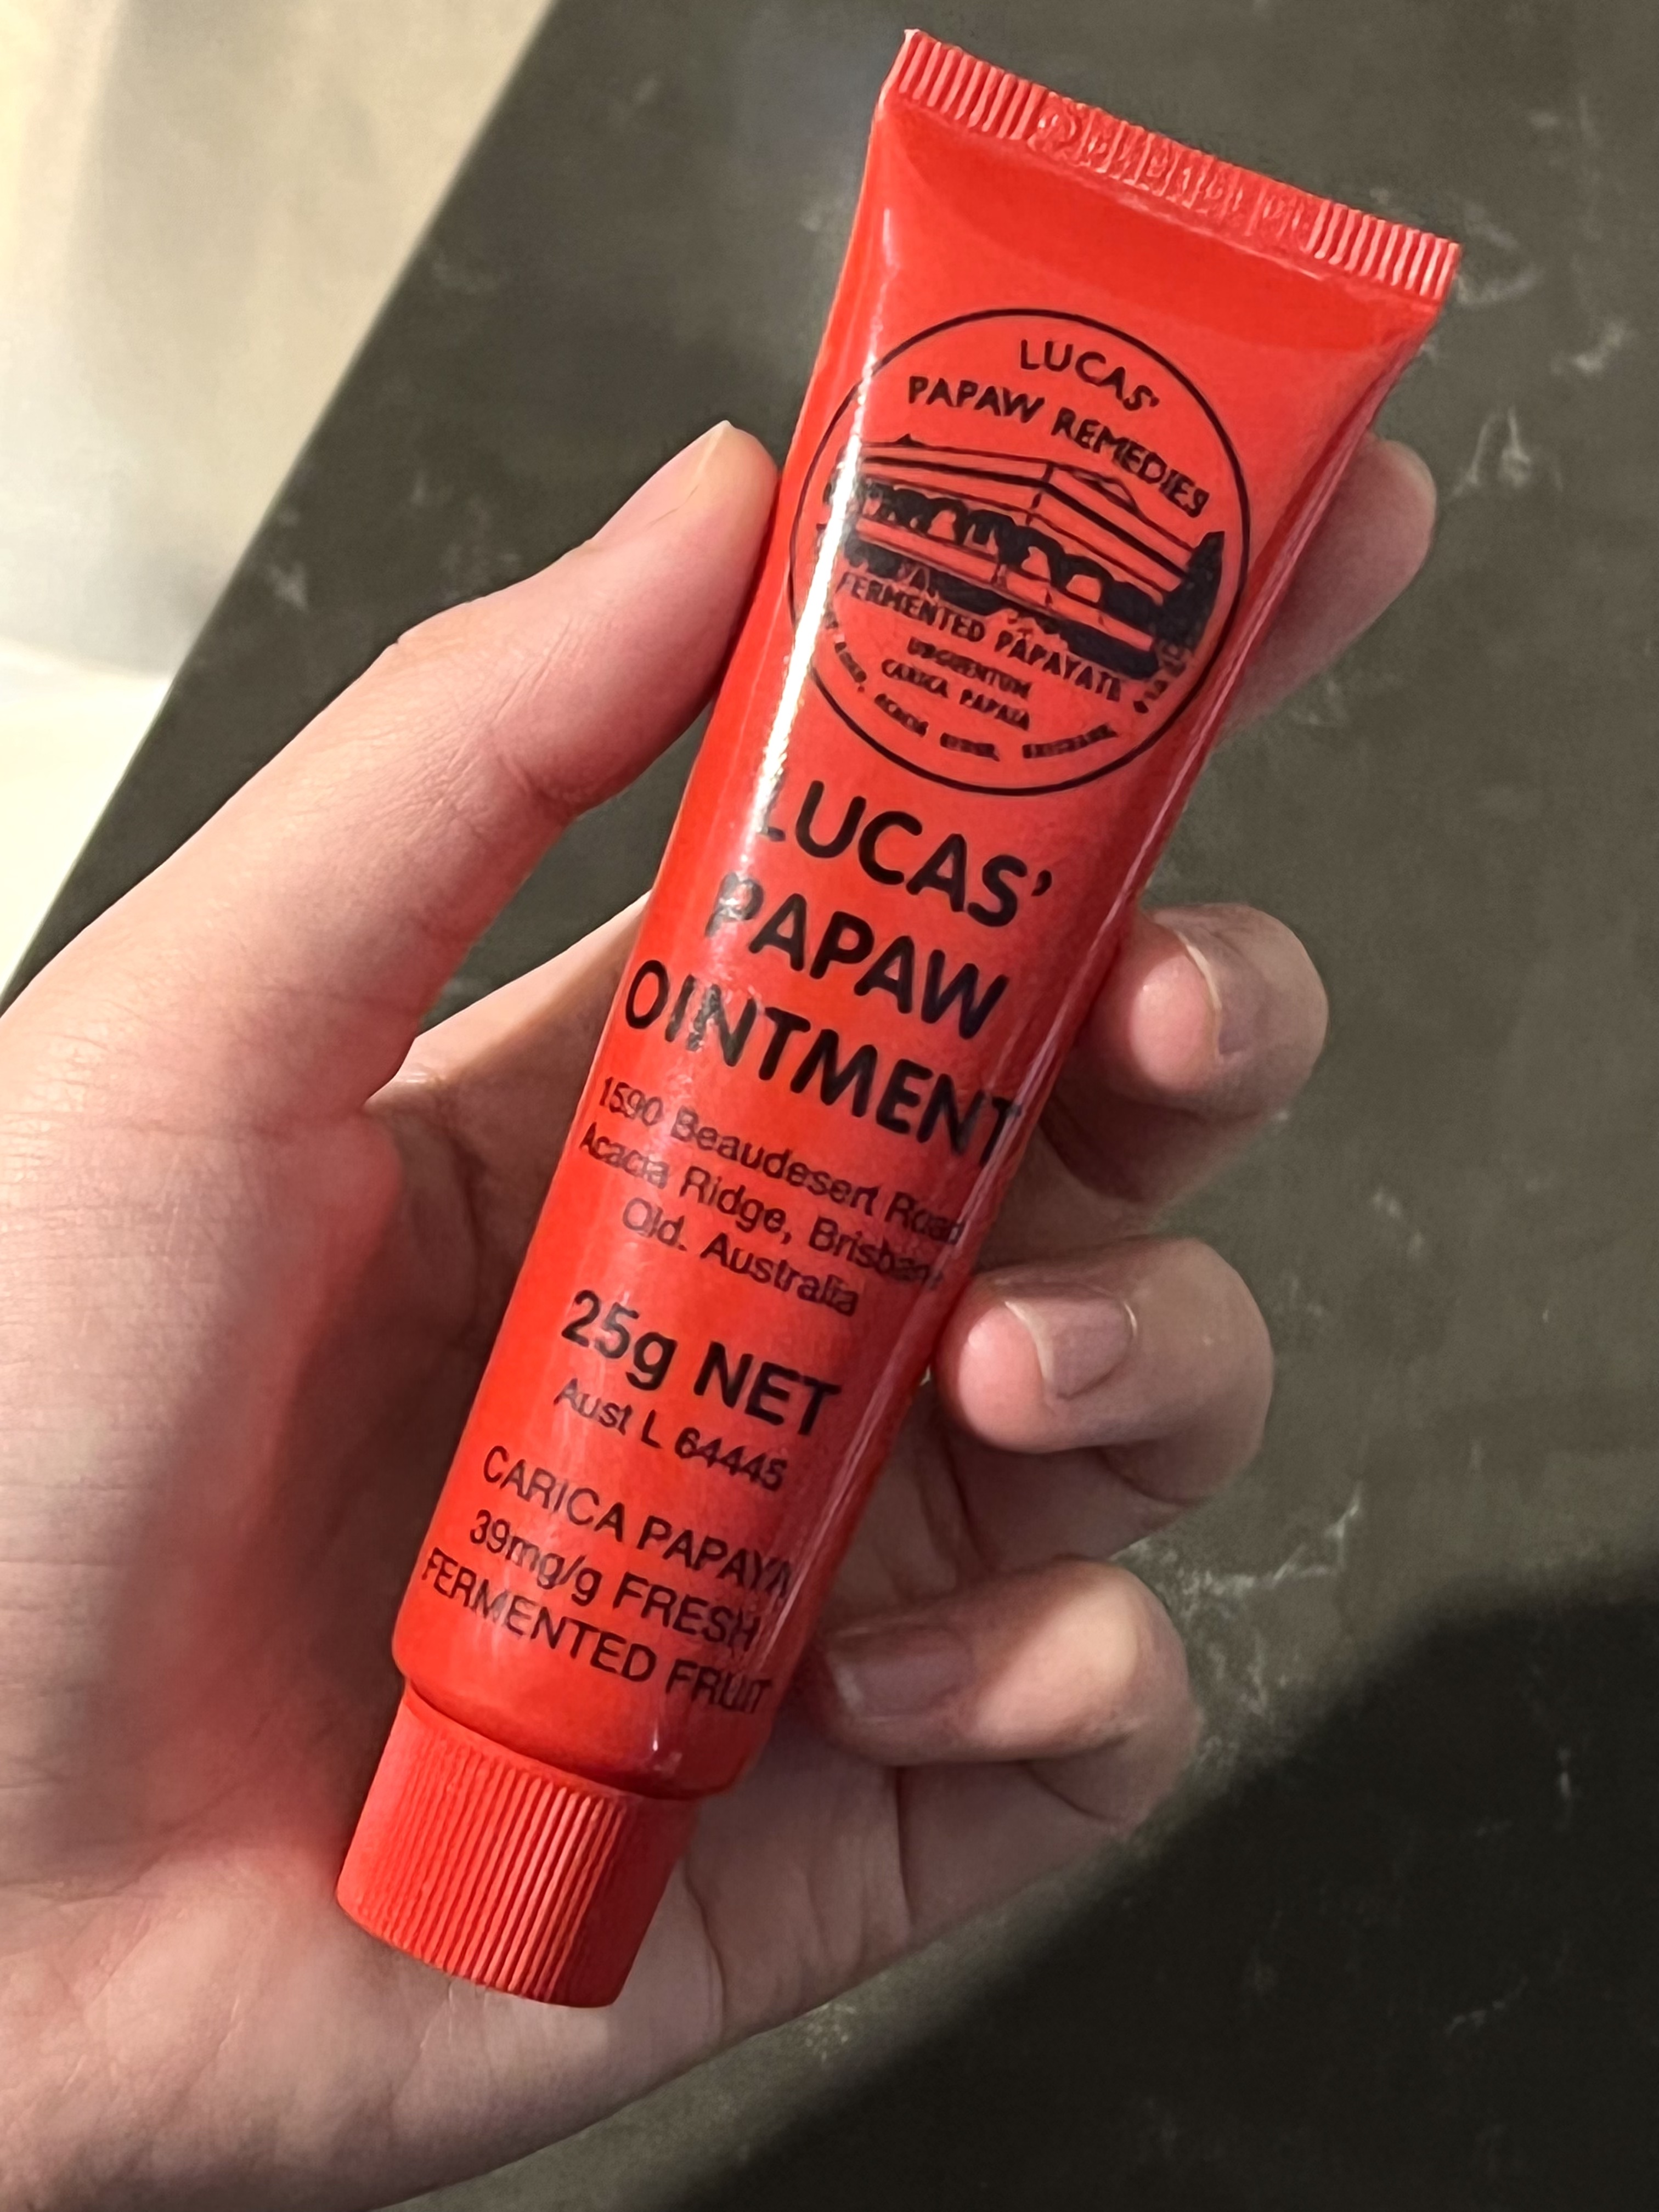 LUCAS'
PAPAW REMEDIES
FERMENTED PAPAYATE
UNGUENTUM
CARICA PAPAYA
LUCAS'
PAPAW
OINTMENT
1590 Beaudesert Road
Acacia Ridge, Brisbane
Qld. Australia
25g NET
Aust L 64445
CARICA PAPAYA
39mg/g FRESH
FERMENTED FRUIT